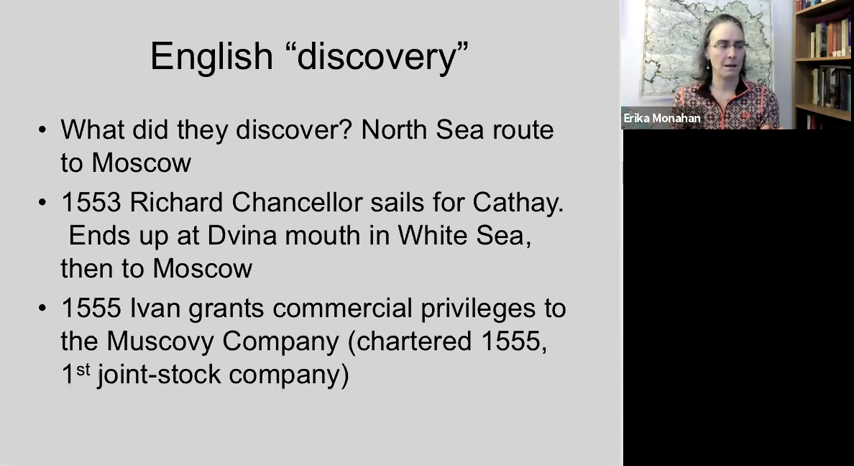 English “discovery”
• What did they discover? North Sea route
to Moscow
• 1553 Richard Chancellor sails for Cathay.
Ends up at Dvina mouth in White Sea,
then to Moscow
• 1555 Ivan grants commercial privileges to
the Muscovy Company (chartered 1555,
1st joint-stock company)
Erika Monahan